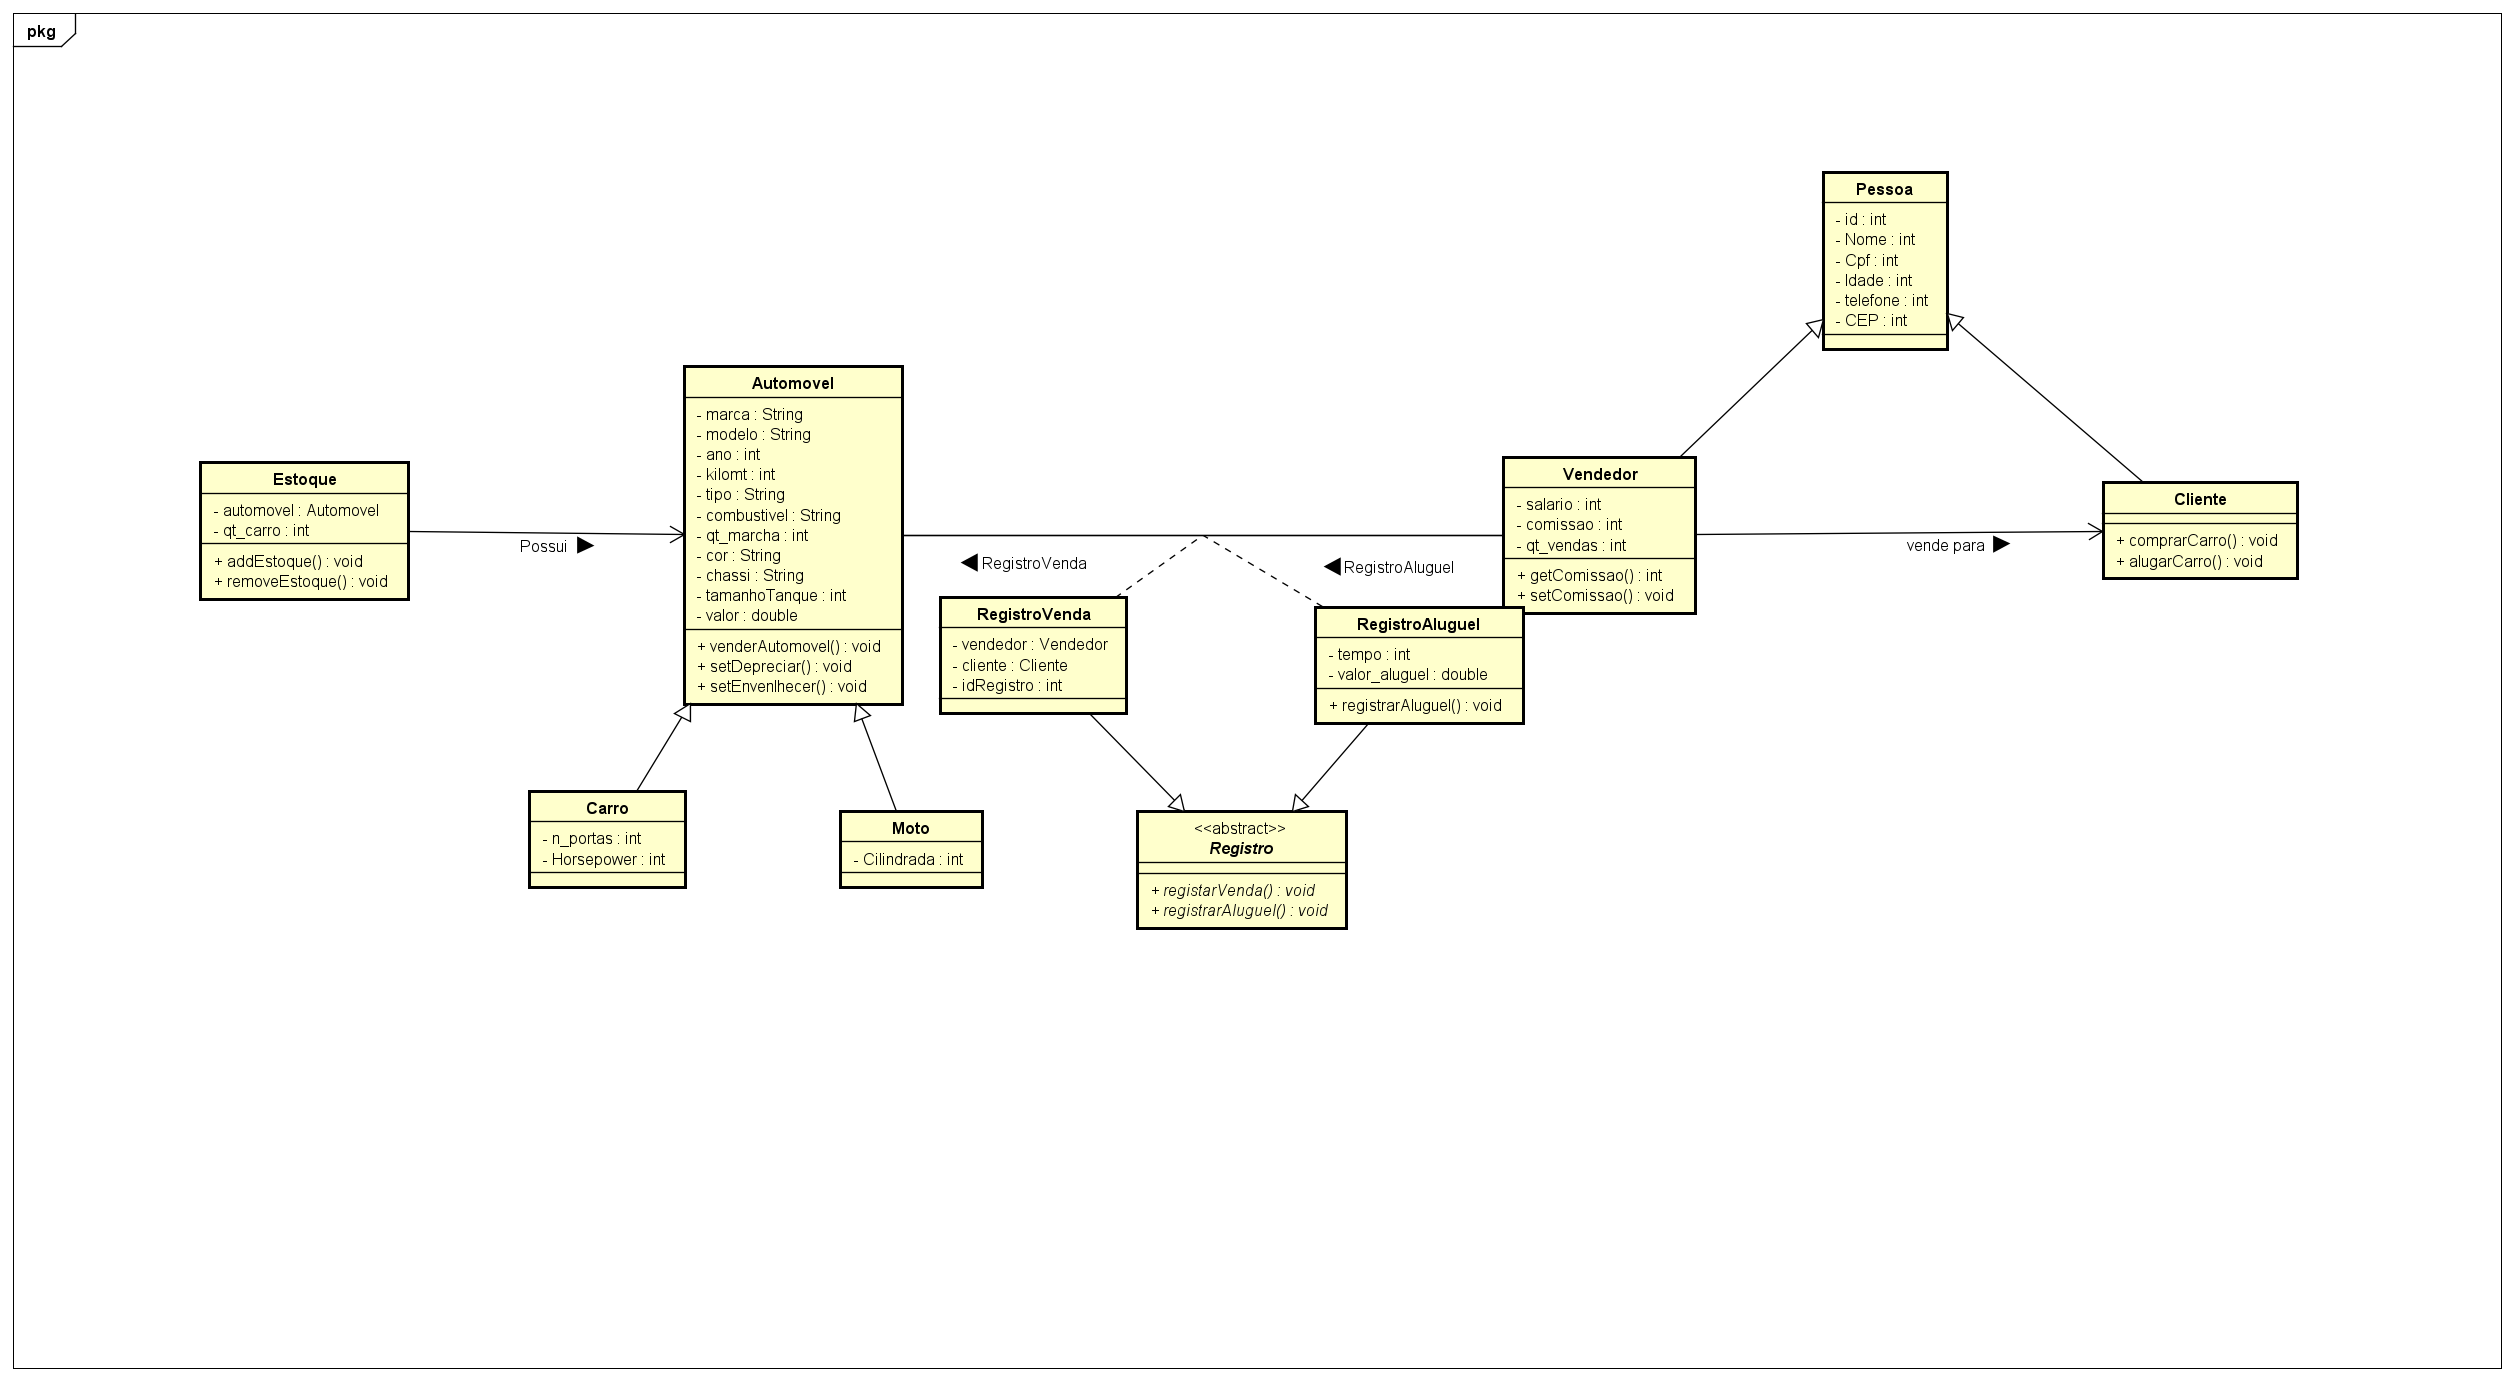 pkg
Pessoa
- id : int
- Nome : int
- Cpf : int
- Idade : int
- telefone : int
- CEP : int
Automovel
- marca : String
- modelo : String
- ano : int
- kilomt : int
- tipo : String
- combustivel : String
- qt_marcha : int
- cor : String
- chassi : String
- tamanhoTanque : int
- valor : double
+ venderAutomovel() : void
+ setDepreciar() : void
+ setEnvenlhecer() : void
Estoque
- automovel : Automovel
- qt_carro : int
+ addEstoque() : void
+ removeEstoque() : void
Possui
Vendedor
- salario : int
- comissao : int
- qt_vendas : int
+ getComissao() : int
+ setComissao() : void
Cliente
+ comprarCarro() : void
+ alugarCarro() : void
vende para
RegistroVenda
RegistroAluguel
RegistroVenda
- vendedor : Vendedor
- cliente : Cliente
- idRegistro : int
RegistroAluguel
- tempo : int
- valor_aluguel : double
+ registrarAluguel() : void
Carro
- n_portas : int
- Horsepower : int
Moto
- Cilindrada : int
<<abstract>>
Registro
+ registarVenda() : void
+ registrarAluguel() : void